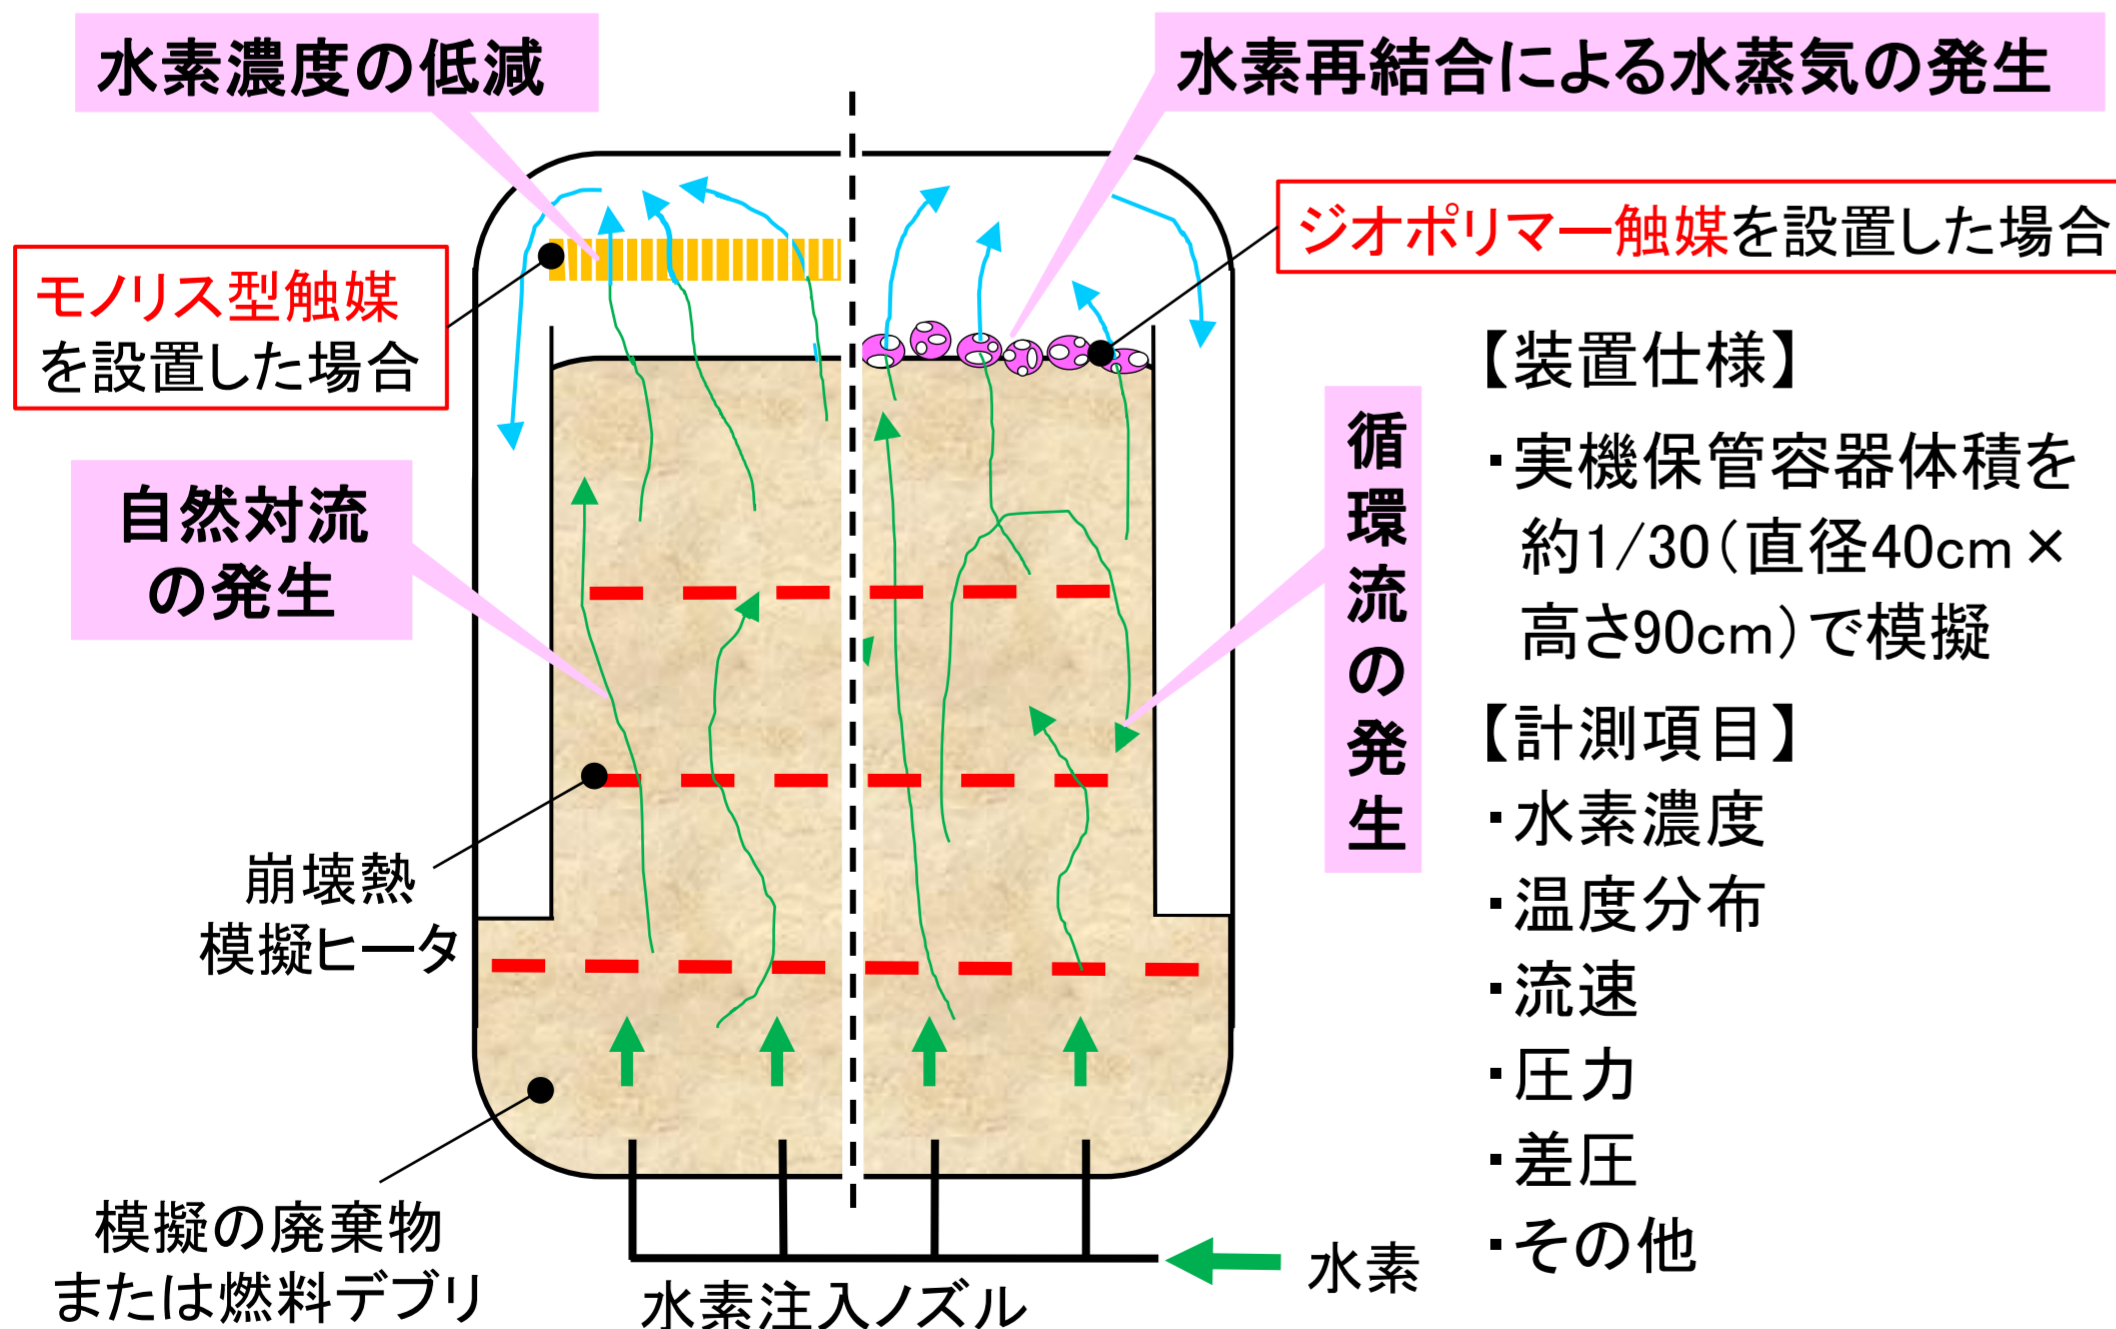 水素濃度の低減
水素再結合による水蒸気の発生
モノリス型触媒
を設置した場合
ジオポリマー触媒を設置した場合
自然対流
の発生
循環流の発生
崩壊熱
模擬ヒータ
模擬の廃棄物
または燃料デブリ
水素注入ノズル
水素
【装置仕様】
・実機保管容器体積を
約1/30(直径40cm×
高さ90cm)で模擬
【計測項目】
・水素濃度
・温度分布
・流速
・圧力
・差圧
・その他